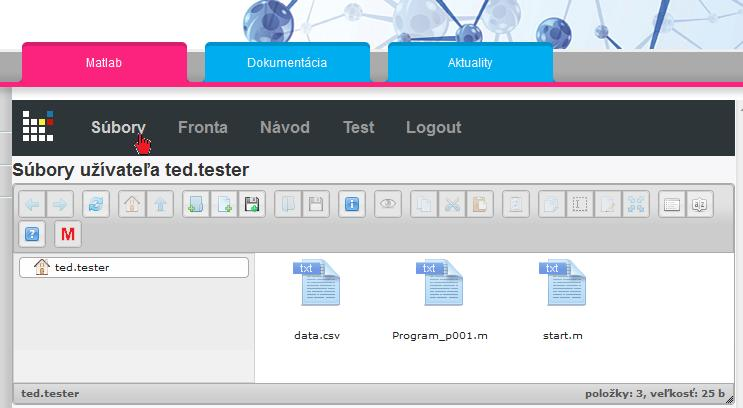 Matlab Dokumentácia Aktuality
Súbory Fronta Návod Test Logout
Súbory užívateľa ted.tester
M
ted.tester
txt txt txt
data.csv Program_p001.m start.m
ted.tester položky: 3, veľkosť: 25 b